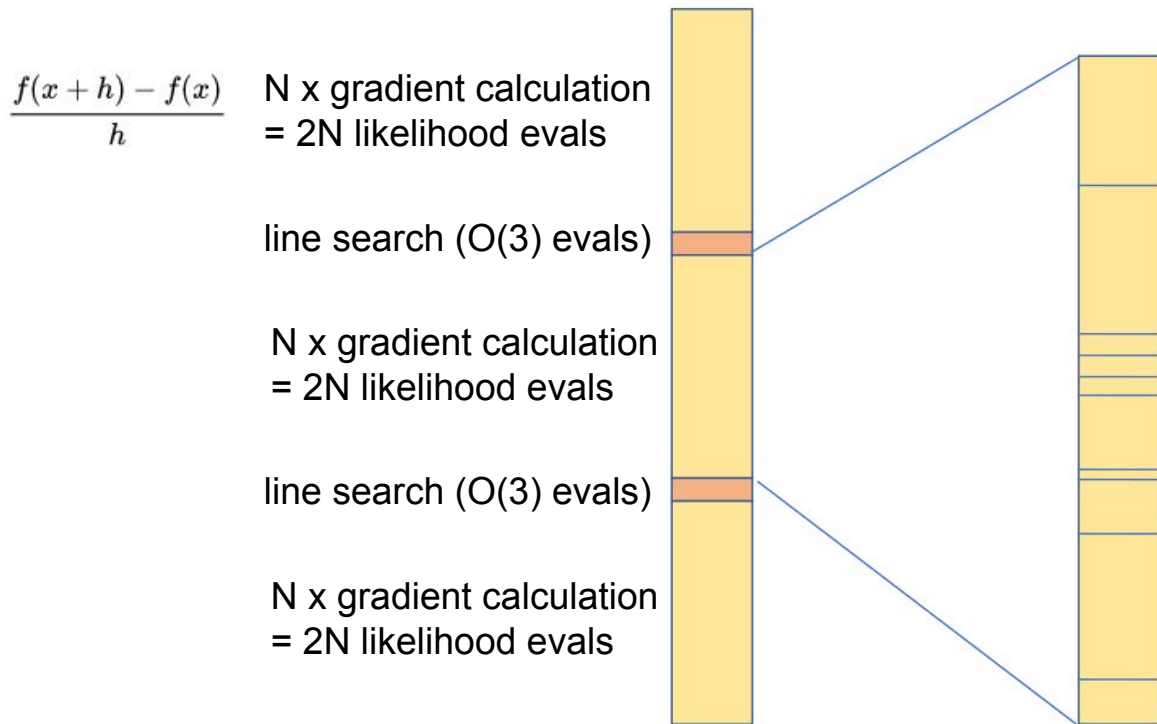 f(x + h) − f(x)
h
N x gradient calculation
= 2N likelihood evals
line search (O(3) evals)
N x gradient calculation
= 2N likelihood evals
line search (O(3) evals)
N x gradient calculation
= 2N likelihood evals